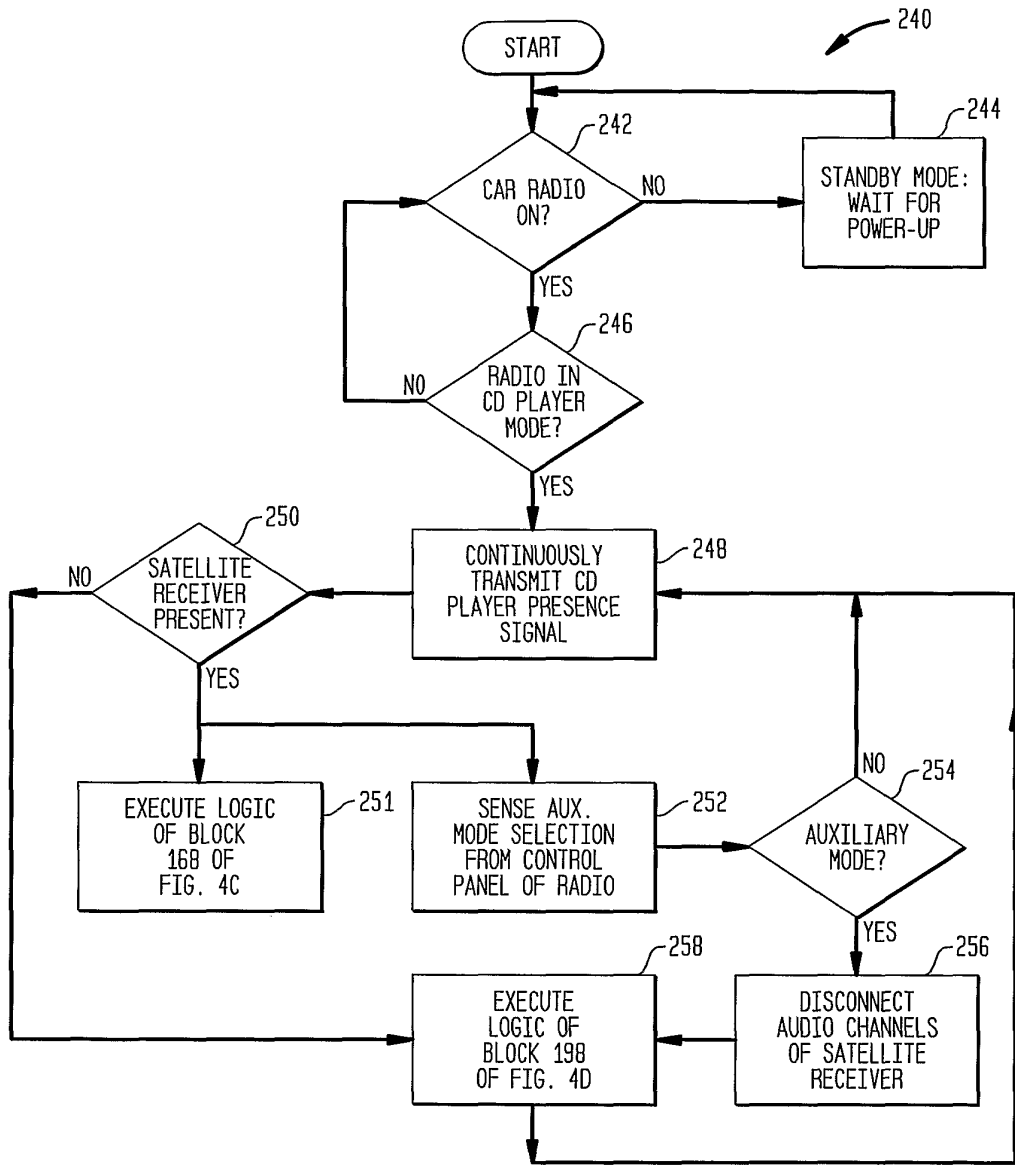 240
START
242
244
CAR RADIO
ON?
NO
STANDBY MODE:
WAIT FOR
POWER-UP
YES
246
RADIO IN
CD PLAYER
MODE?
NO
YES
248
CONTINUOUSLY
TRANSMIT CD
PLAYER PRESENCE
SIGNAL
250
SATELLITE
RECEIVER
PRESENT?
NO
YES
251
EXECUTE LOGIC
OF BLOCK
168 OF
FIG. 4C
252
SENSE AUX.
MODE SELECTION
FROM CONTROL
PANEL OF RADIO
NO
254
AUXILIARY
MODE?
YES
256
DISCONNECT
AUDIO CHANNELS
OF SATELLITE
RECEIVER
258
EXECUTE
LOGIC OF
BLOCK 198
OF FIG. 4D